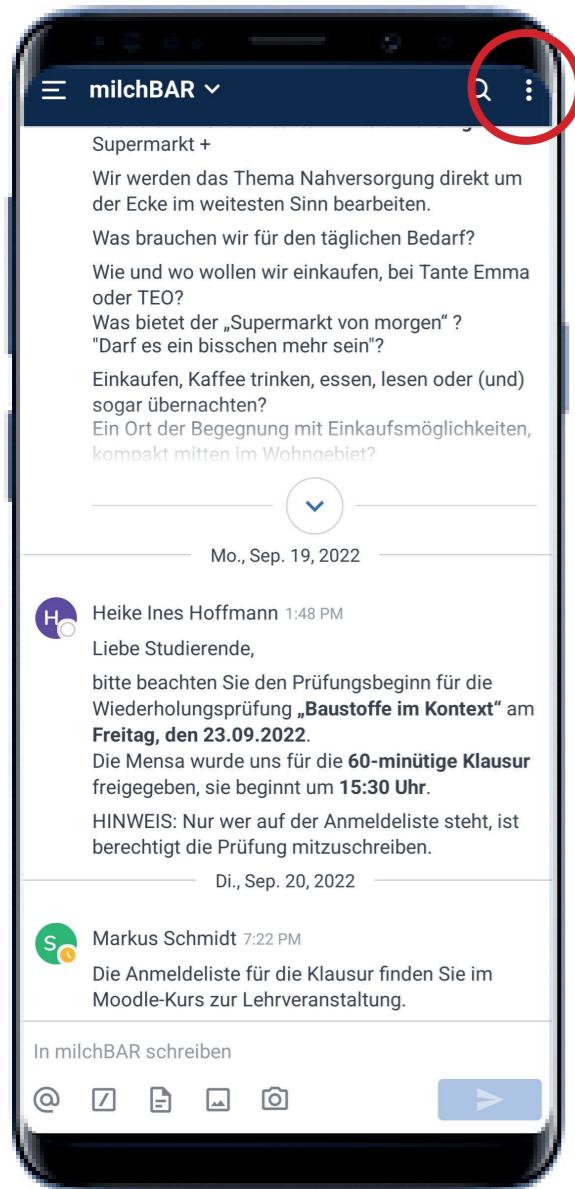 milchBAR
Supermarkt +
Wir werden das Thema Nahversorgung direkt um
der Ecke im weitesten Sinn bearbeiten.
Was brauchen wir für den täglichen Bedarf?
Wie und wo wollen wir einkaufen, bei Tante Emma
oder TEO?
Was bietet der „Supermarkt von morgen“ ?
"Darf es ein bisschen mehr sein"?
Einkaufen, Kaffee trinken, essen, lesen oder (und)
sogar übernachten?
Ein Ort der Begegnung mit Einkaufsmöglichkeiten,
kompakt mitten im Wohngebiet?
Mo., Sep. 19, 2022
H
Heike Ines Hoffmann 1:48 PM
Liebe Studierende,
bitte beachten Sie den Prüfungsbeginn für die
Wiederholungsprüfung „Baustoffe im Kontext“ am
Freitag, den 23.09.2022.
Die Mensa wurde uns für die 60-minütige Klausur
freigegeben, sie beginnt um 15:30 Uhr.
HINWEIS: Nur wer auf der Anmeldeliste steht, ist
berechtigt die Prüfung mitzuschreiben.
Di., Sep. 20, 2022
S
Markus Schmidt 7:22 PM
Die Anmeldeliste für die Klausur finden Sie im
Moodle-Kurs zur Lehrveranstaltung.
In milchBAR schreiben